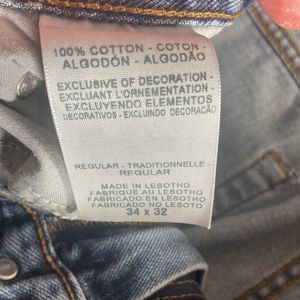 100% COTTON - COTON -
ALGODÓN - ALGODÃO
EXCLUSIVE OF DECORATION -
EXCLUANT L'ORNEMENTATION -
EXCLUYENDO ELEMENTOS
DECORATIVOS - EXCLUINDO DECORAÇÃO
REGULAR - TRADITIONNELLE -
REGULAR
MADE IN LESOTHO
FABRIQUE AU LESOTHO
FABRICADO EN LESOTHO
FABRICADO NO LESOTO
34 x 32